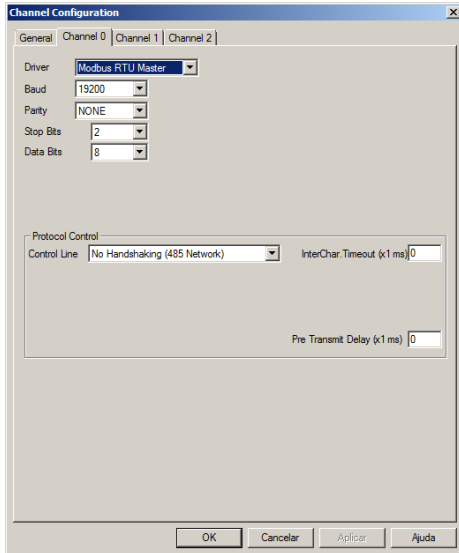 Channel Configuration
General Channel 0 Channel 1 Channel 2
Driver Modbus RTU Master
Baud 19200
Parity NONE
Stop Bits 2
Data Bits 8
Protocol Control
Control Line No Handshaking (485 Network) InterChar.Timeout (x1 ms) 0
Pre Transmit Delay (x1 ms) 0
OK Cancelar Aplicar Ajuda